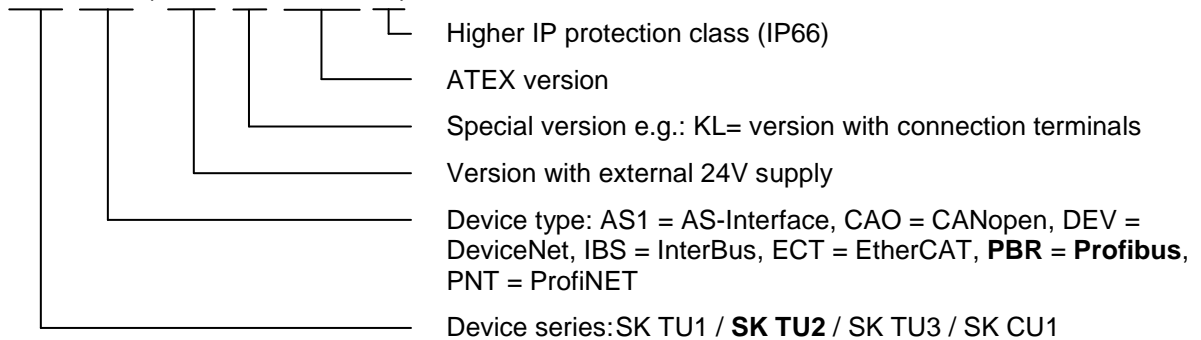 Higher IP protection class (IP66)
ATEX version
Special version e.g.: KL= version with connection terminals
Version with external 24V supply
Device type: AS1 = AS-Interface, CAO = CANopen, DEV =
DeviceNet, IBS = InterBus, ECT = EtherCAT, PBR = Profibus,
PNT = ProfiNET
Device series:SK TU1 / SK TU2 / SK TU3 / SK CU1